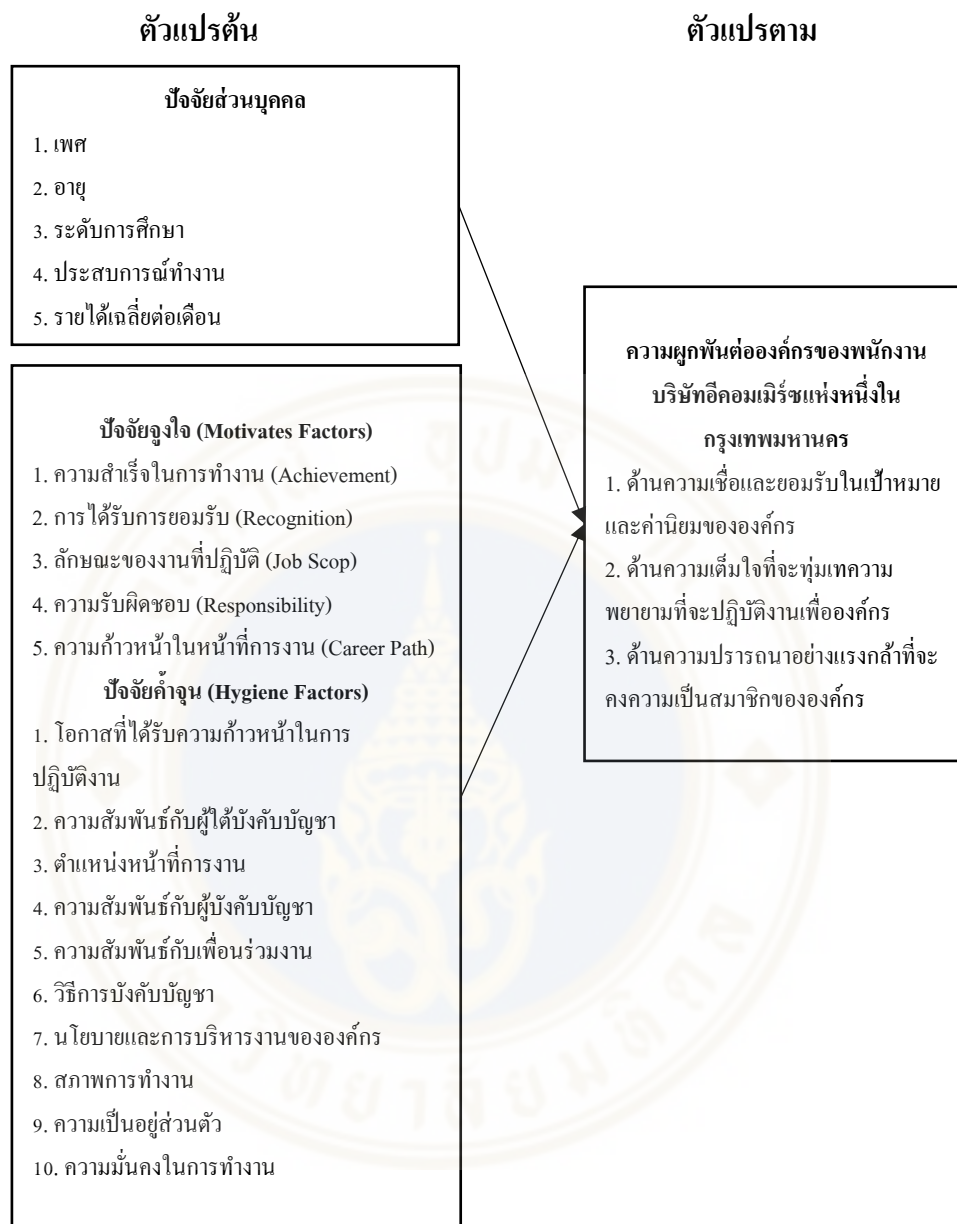 ตัวแปรต้น
ตัวแปรตาม
ปัจจัยส่วนบุคคล
1. เพศ
2. อายุ
3. ระดับการศึกษา
4. ประสบการณ์ทำงาน
5. รายได้เฉลี่ยต่อเดือน
ปัจจัยจูงใจ (Motivates Factors)
1. ความสำเร็จในการทำงาน (Achievement)
2. การได้รับการยอมรับ (Recognition)
3. ลักษณะของงานที่ปฏิบัติ (Job Scop)
4. ความรับผิดชอบ (Responsibility)
5. ความก้าวหน้าในหน้าที่การงาน (Career Path)
ปัจจัยค้ำจุน (Hygiene Factors)
1. โอกาสที่ได้รับความก้าวหน้าในการ
ปฏิบัติงาน
2. ความสัมพันธ์กับผู้ใต้บังคับบัญชา
3. ตำแหน่งหน้าที่การงาน
4. ความสัมพันธ์กับผู้บังคับบัญชา
5. ความสัมพันธ์กับเพื่อนร่วมงาน
6. วิธีการบังคับบัญชา
7. นโยบายและการบริหารงานขององค์กร
8. สภาพการทำงาน
9. ความเป็นอยู่ส่วนตัว
10. ความมั่นคงในการทำงาน
ความผูกพันต่อองค์กรของพนักงาน
บริษัทอีคอมเมิร์ซแห่งหนึ่งใน
กรุงเทพมหานคร
1. ด้านความเชื่อและยอมรับในเป้าหมาย
และค่านิยมขององค์กร
2. ด้านความเต็มใจที่จะทุ่มเทความ
พยายามที่จะปฏิบัติงานเพื่อองค์กร
3. ด้านความปรารถนาอย่างแรงกล้าที่จะ
คงความเป็นสมาชิกขององค์กร